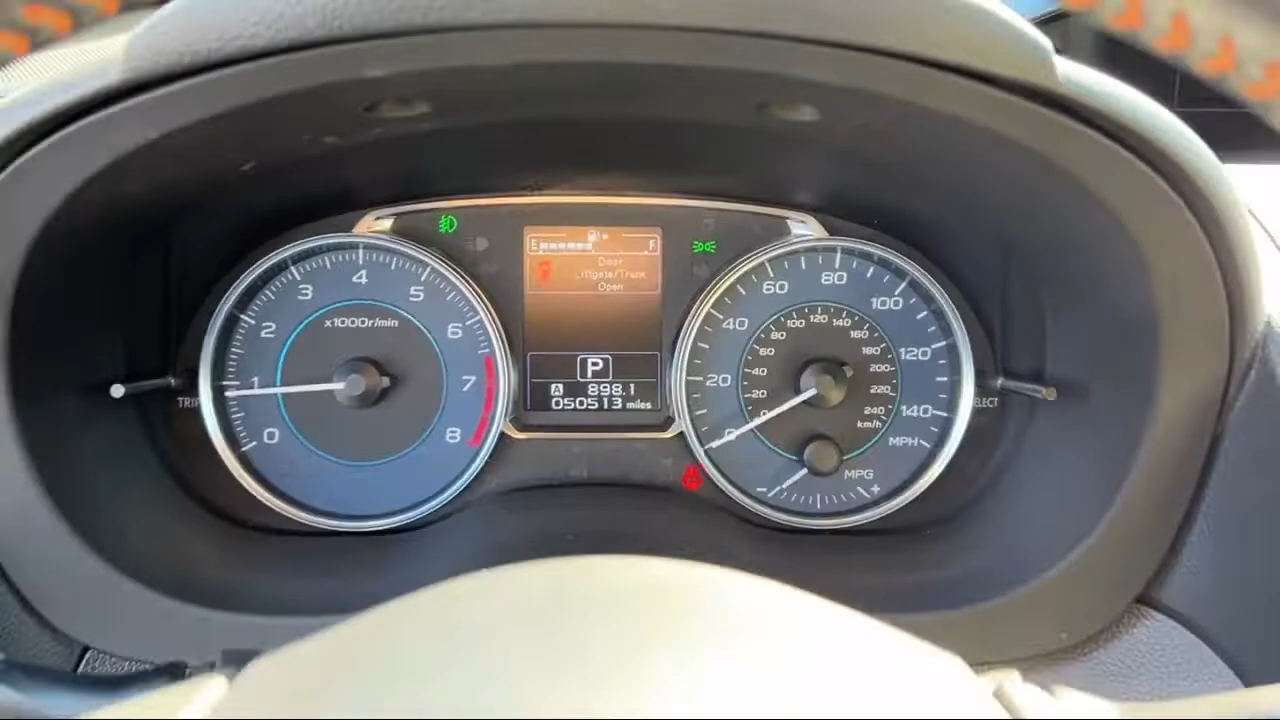 E F
Door
Liftgate/Trunk
Open
P
A 898.1
050513 miles
0 1 2 3 4 5 6 7 8
x1000r/min
TRIP
0 20 40 60 80 100 120 140
MPH
0 20 40 60 80 100 120 140 160 180 200 220 240
km/h
- MPG +